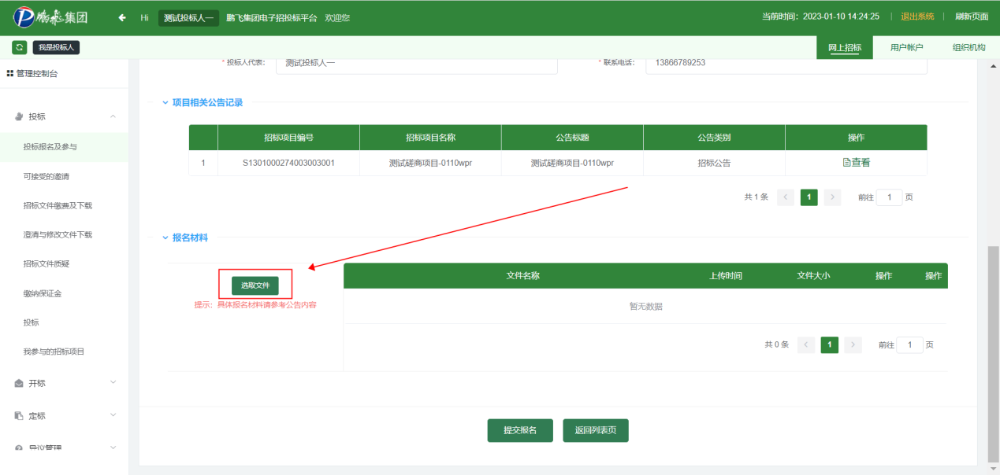 鹏飞集团
Hi 测试投标人一 鹏飞集团电子招投标平台 欢迎您
当前时间：2023-01-10 14:24:25 退出系统 刷新页面
我是投标人
网上招标 用户帐户 组织机构
管理控制台
投标
投标报名及参与
可接受的邀请
招标文件缴费及下载
澄清与修改文件下载
招标文件质疑
缴纳保证金
投标
我参与的招标项目
开标
定标
异议管理
* 投标人代表： 测试投标人一 * 联系电话： 13866789253
项目相关公告记录
招标项目编号 招标项目名称 公告标题 公告类别 操作
1 S1301000274003003001 测试磋商项目-0110wpr 测试磋商项目-0110wpr 招标公告 查看
共 1 条 < 1 > 前往 1 页
报名材料
选取文件
提示：具体报名材料请参考公告内容
文件名称 上传时间 文件大小 操作 操作
暂无数据
共 0 条 < 1 > 前往 1 页
提交报名 返回列表页